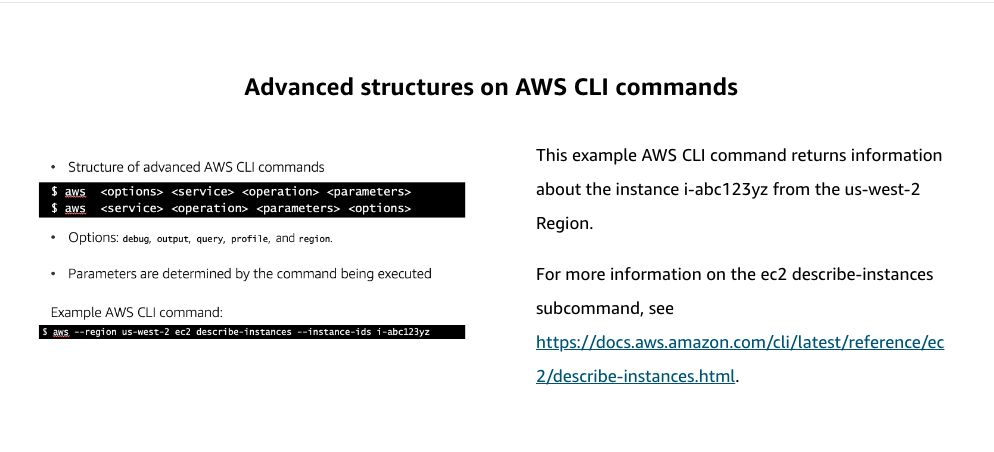 Advanced structures on AWS CLI commands
• Structure of advanced AWS CLI commands
$ aws <options> <service> <operation> <parameters>
$ aws <service> <operation> <parameters> <options>
• Options: debug, output, query, profile, and region.
• Parameters are determined by the command being executed
Example AWS CLI command:
$ aws --region us-west-2 ec2 describe-instances --instance-ids i-abc123yz
This example AWS CLI command returns information
about the instance i-abc123yz from the us-west-2
Region.
For more information on the ec2 describe-instances
subcommand, see
https://docs.aws.amazon.com/cli/latest/reference/ec
2/describe-instances.html.